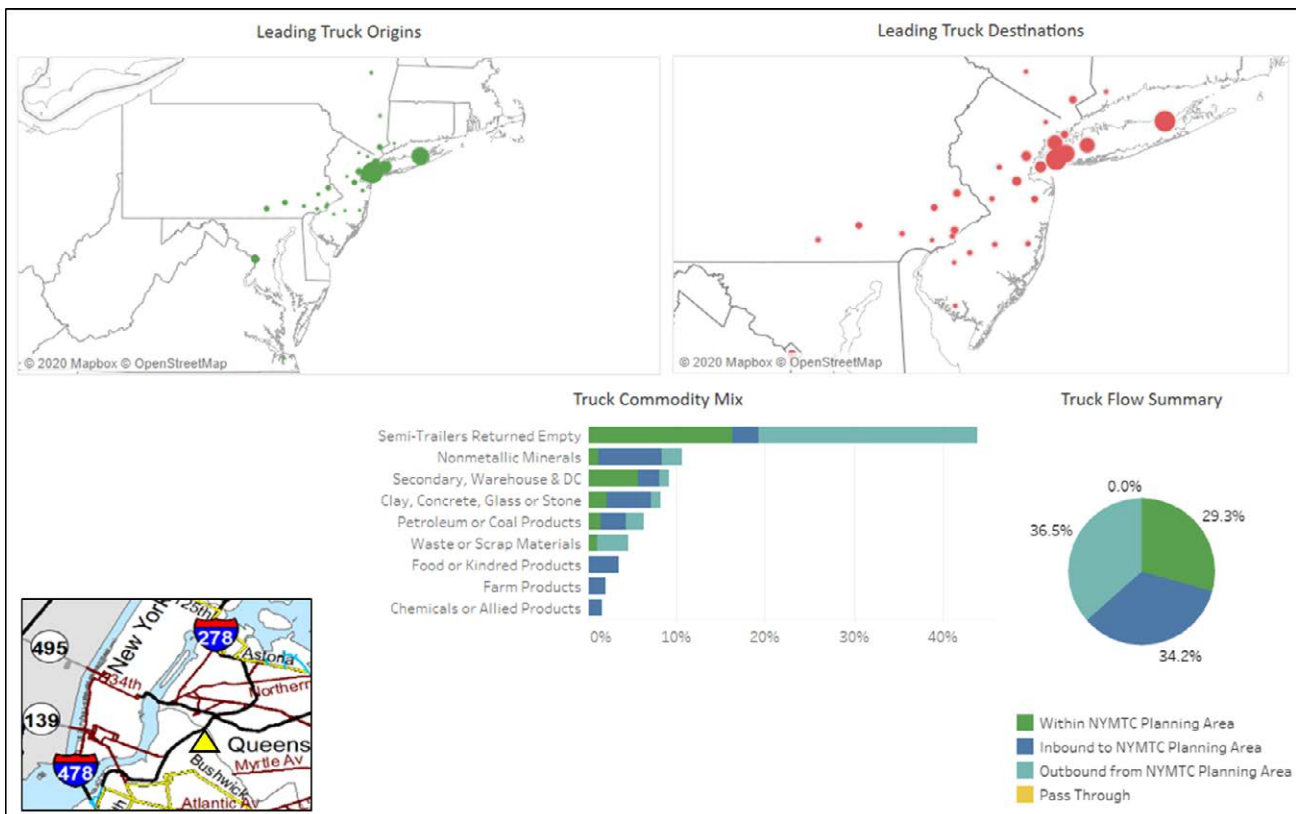 Leading Truck Origins
Leading Truck Destinations
© 2020 Mapbox © OpenStreetMap
© 2020 Mapbox © OpenStreetMap
Truck Commodity Mix
Truck Flow Summary
Semi-Trailers Returned Empty
Nonmetallic Minerals
Secondary, Warehouse & DC
Clay, Concrete, Glass or Stone
Petroleum or Coal Products
Waste or Scrap Materials
Food or Kindred Products
Farm Products
Chemicals or Allied Products
0% 10% 20% 30% 40%
0.0%
29.3%
36.5%
34.2%
Within NYMTC Planning Area
Inbound to NYMTC Planning Area
Outbound from NYMTC Planning Area
Pass Through
125th
New York
278
495
Astoria
34th
Northern
139
Queens
478
Bushwick
Myrtle Av
Atlantic Av